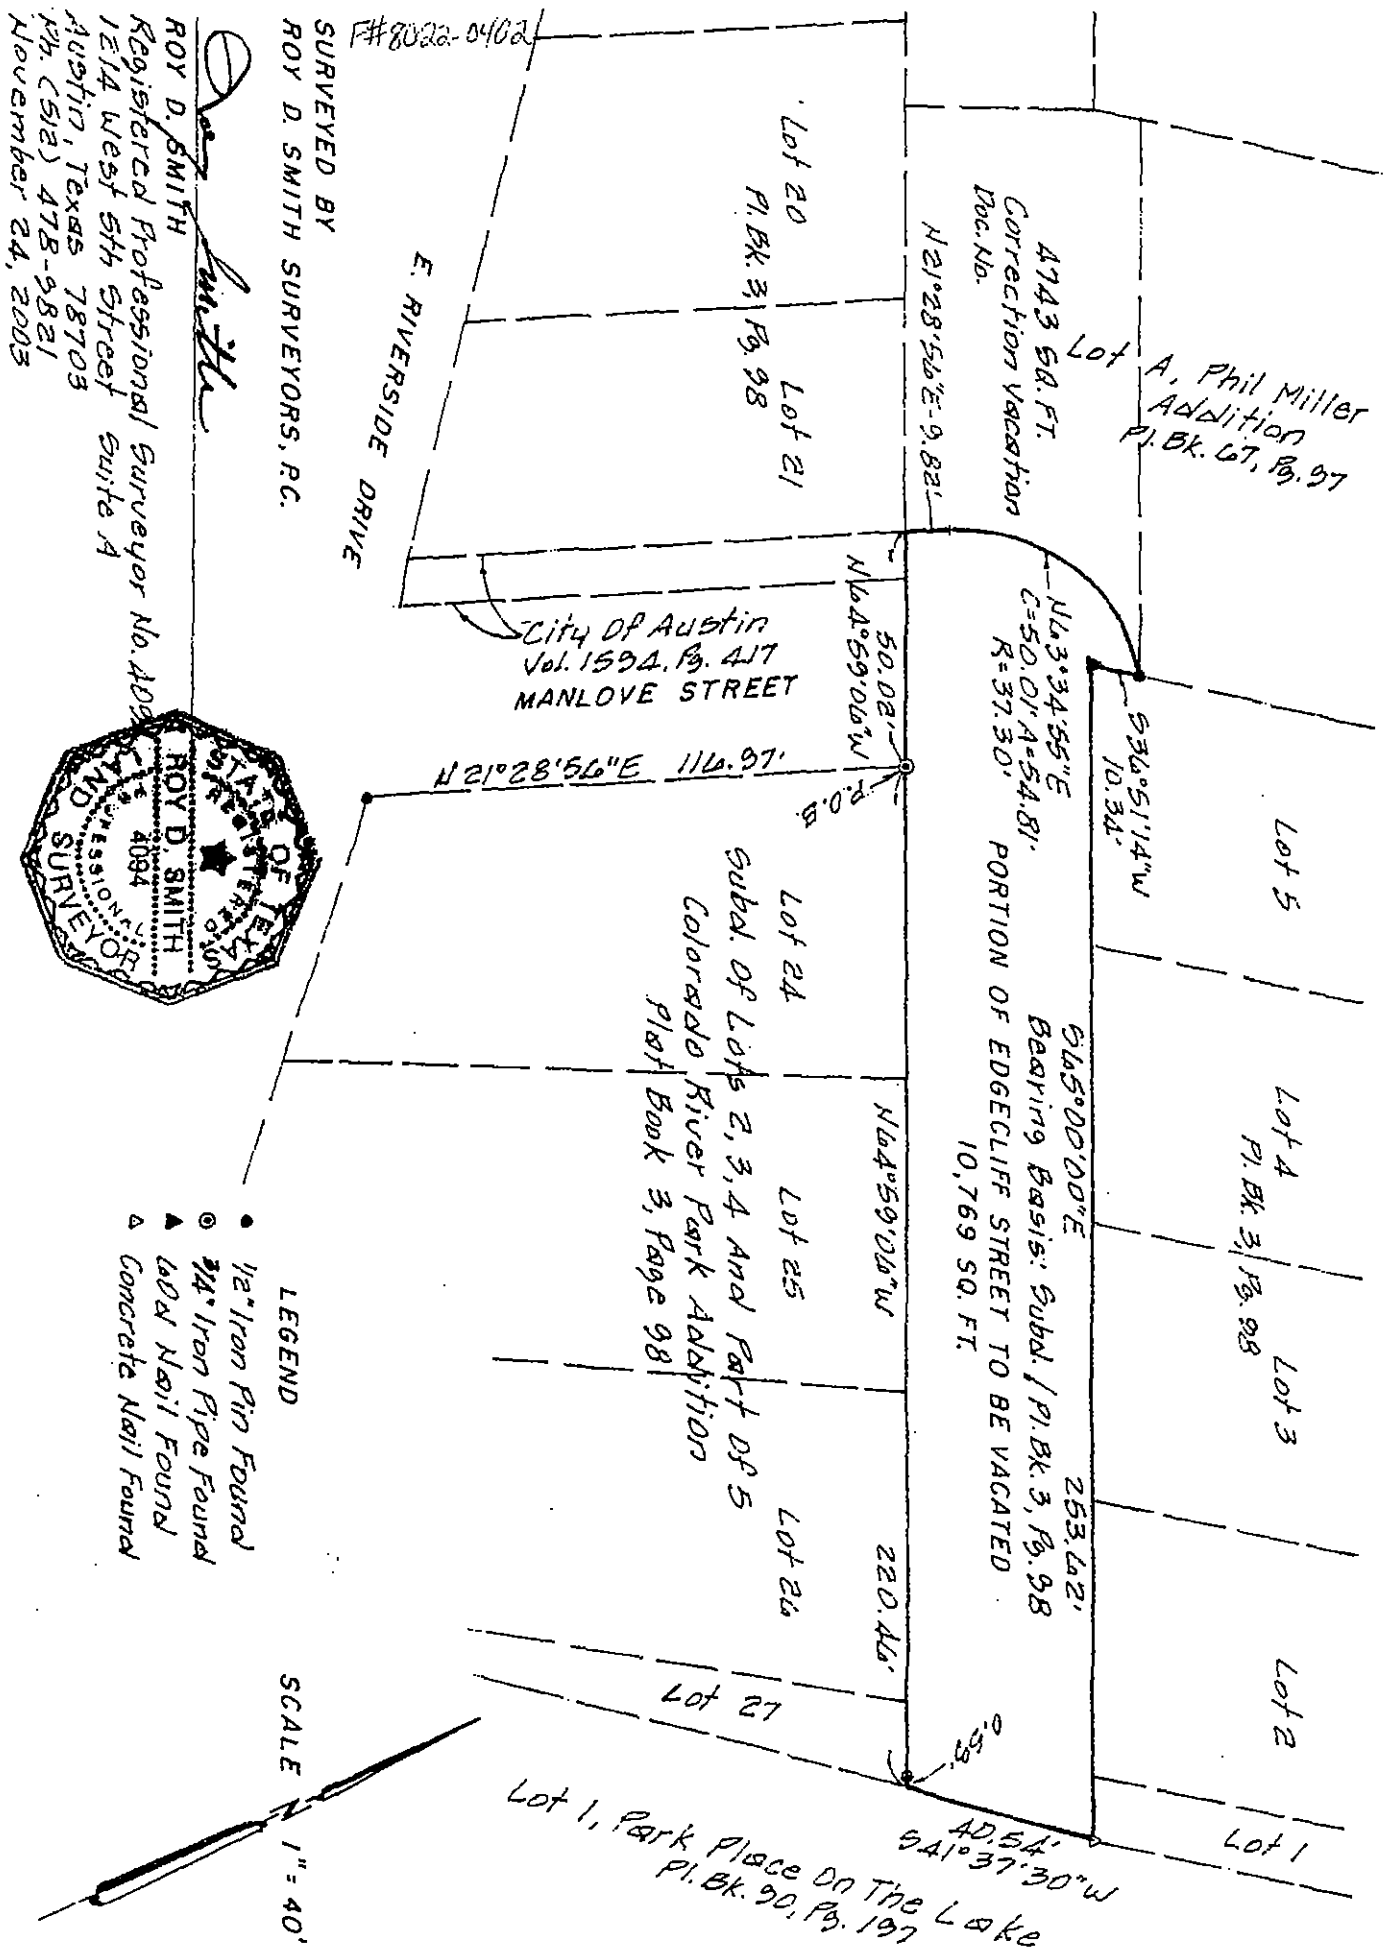 Lot A, Phil Miller
Addition
Pl. Bk. 67, Pg. 97
Lot 5
Lot 4
Pl. Bk. 3, Pg. 98
Lot 3
Lot 2
Lot 1
4743 SQ. FT.
Correction Vacation
Doc. No.
N21°28'56"E-9.82'
N63°34'55"E
C=50.01' A=54.81'
R=37.30'
S36°51'14"W
10.34'
S65°00'00"E
253.62'
Bearing Basis: Subd. / Pl. Bk. 3, Pg. 98
PORTION OF EDGECLIFF STREET TO BE VACATED
10,769 SQ. FT.
50.02'
N64°59'06"W
P.O.B.
N64°59'06"W
220.46'
0.59'
40.54'
S41°37'30"W
Lot 20
Pl. Bk. 3, Pg. 98
Lot 21
Lot 24
Lot 25
Lot 26
Lot 27
Subd. Of Lots 2, 3, 4 And Part Of 5
Colorado River Park Addition
Plat Book 3, Page 98
Lot 1, Park Place On The Lake
Pl. Bk. 90, Pg. 197
City Of Austin
Vol. 1594, Pg. 417
MANLOVE STREET
N 21°28'56"E 116.97'
E. RIVERSIDE DRIVE
F#8022-0402
SURVEYED BY
ROY D. SMITH SURVEYORS, P.C.
Roy D. Smith
ROY D. SMITH
Registered Professional Surveyor No. 4094
1214 West 5th Street Suite A
Austin, Texas 78703
Ph. (512) 478-9821
November 24, 2003
STATE OF TEXAS
REGISTERED
ROY D. SMITH
4094
PROFESSIONAL
LAND SURVEYOR
LEGEND
1/2" Iron Pin Found
3/4" Iron Pipe Found
60d Nail Found
Concrete Nail Found
SCALE 1" = 40'
N